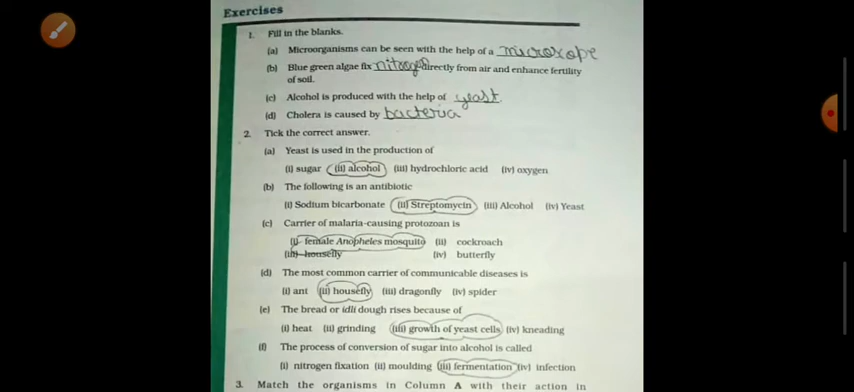 Exercises
1. Fill in the blanks.
(a) Microorganisms can be seen with the help of a microxope
(b) Blue green algae fix nitrogen directly from air and enhance fertility
of soil.
(c) Alcohol is produced with the help of yeast.
(d) Cholera is caused by bacteria
2. Tick the correct answer.
(a) Yeast is used in the production of
(i) sugar (ii) alcohol (iii) hydrochloric acid (iv) oxygen
(b) The following is an antibiotic
(i) Sodium bicarbonate (ii) Streptomycin (iii) Alcohol (iv) Yeast
(c) Carrier of malaria-causing protozoan is
(i) female Anopheles mosquito (ii) cockroach
(iii) housefly (iv) butterfly
(d) The most common carrier of communicable diseases is
(i) ant (ii) housefly (iii) dragonfly (iv) spider
(e) The bread or idli dough rises because of
(i) heat (ii) grinding (iii) growth of yeast cells (iv) kneading
(f) The process of conversion of sugar into alcohol is called
(i) nitrogen fixation (ii) moulding (iii) fermentation (iv) infection
3. Match the organisms in Column A with their action in